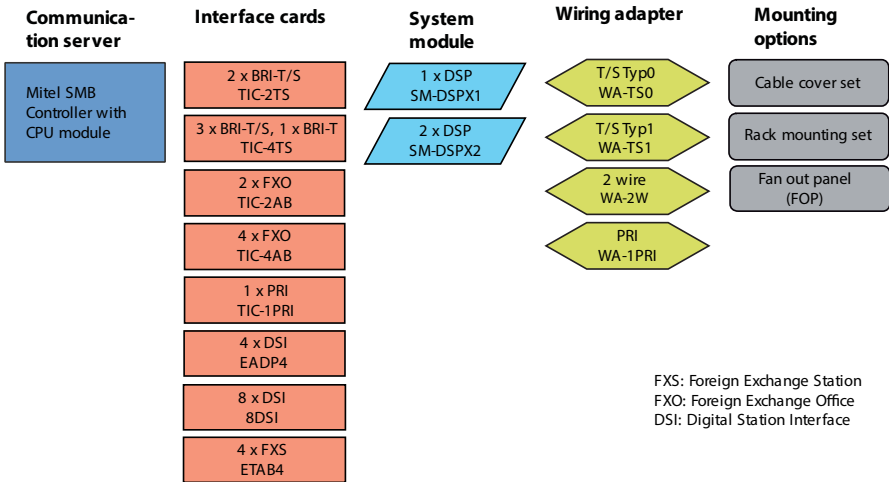 Communica-
tion server
Mitel SMB
Controller with
CPU module
Interface cards
2 x BRI-T/S
TIC-2TS
3 x BRI-T/S, 1 x BRI-T
TIC-4TS
2 x FXO
TIC-2AB
4 x FXO
TIC-4AB
1 x PRI
TIC-1PRI
4 x DSI
EADP4
8 x DSI
8DSI
4 x FXS
ETAB4
System
module
1 x DSP
SM-DSPX1
2 x DSP
SM-DSPX2
Wiring adapter
T/S Typ0
WA-TS0
T/S Typ1
WA-TS1
2 wire
WA-2W
PRI
WA-1PRI
Mounting
options
Cable cover set
Rack mounting set
Fan out panel
(FOP)
FXS: Foreign Exchange Station
FXO: Foreign Exchange Office
DSI: Digital Station Interface